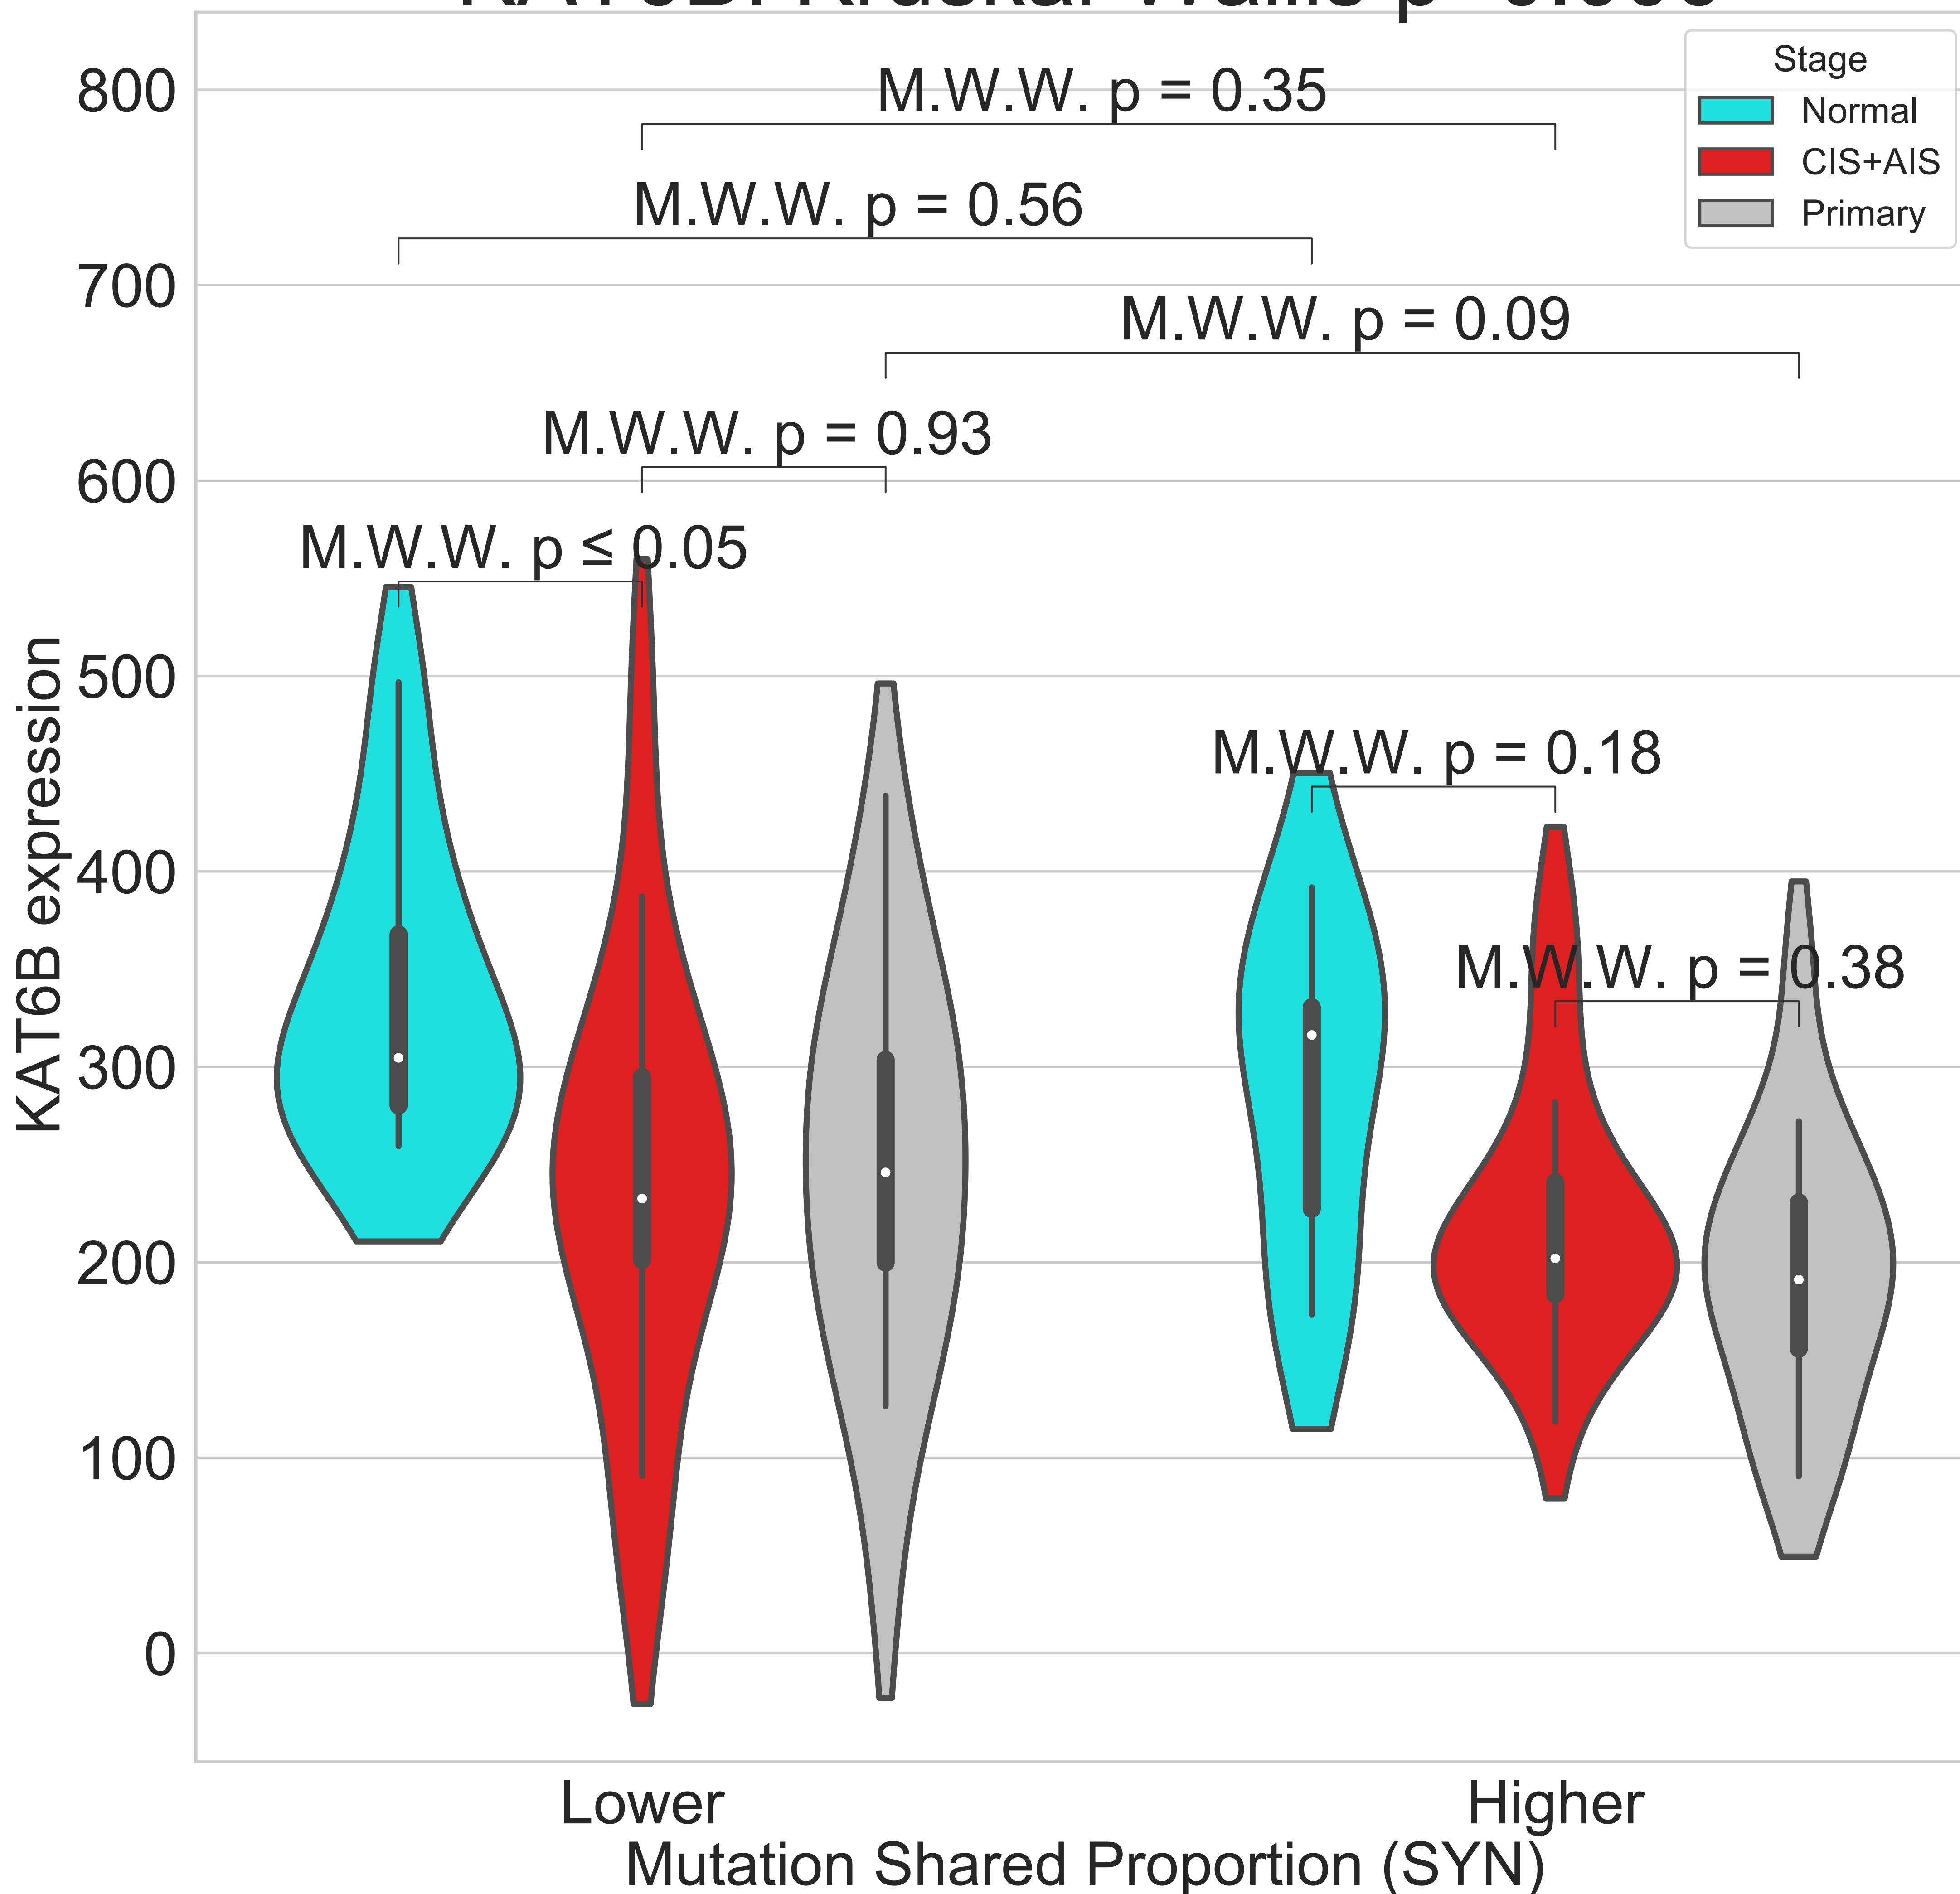 800
700
600
500
400
300
200
100
0
KAT6B expression
M.W.W. p = 0.35
M.W.W. p = 0.56
M.W.W. p = 0.09
M.W.W. p = 0.93
M.W.W. p ≤ 0.05
M.W.W. p = 0.18
M.W.W. p = 0.38
Stage
Normal
CIS+AIS
Primary
Lower
Higher
Mutation Shared Proportion (SYN)